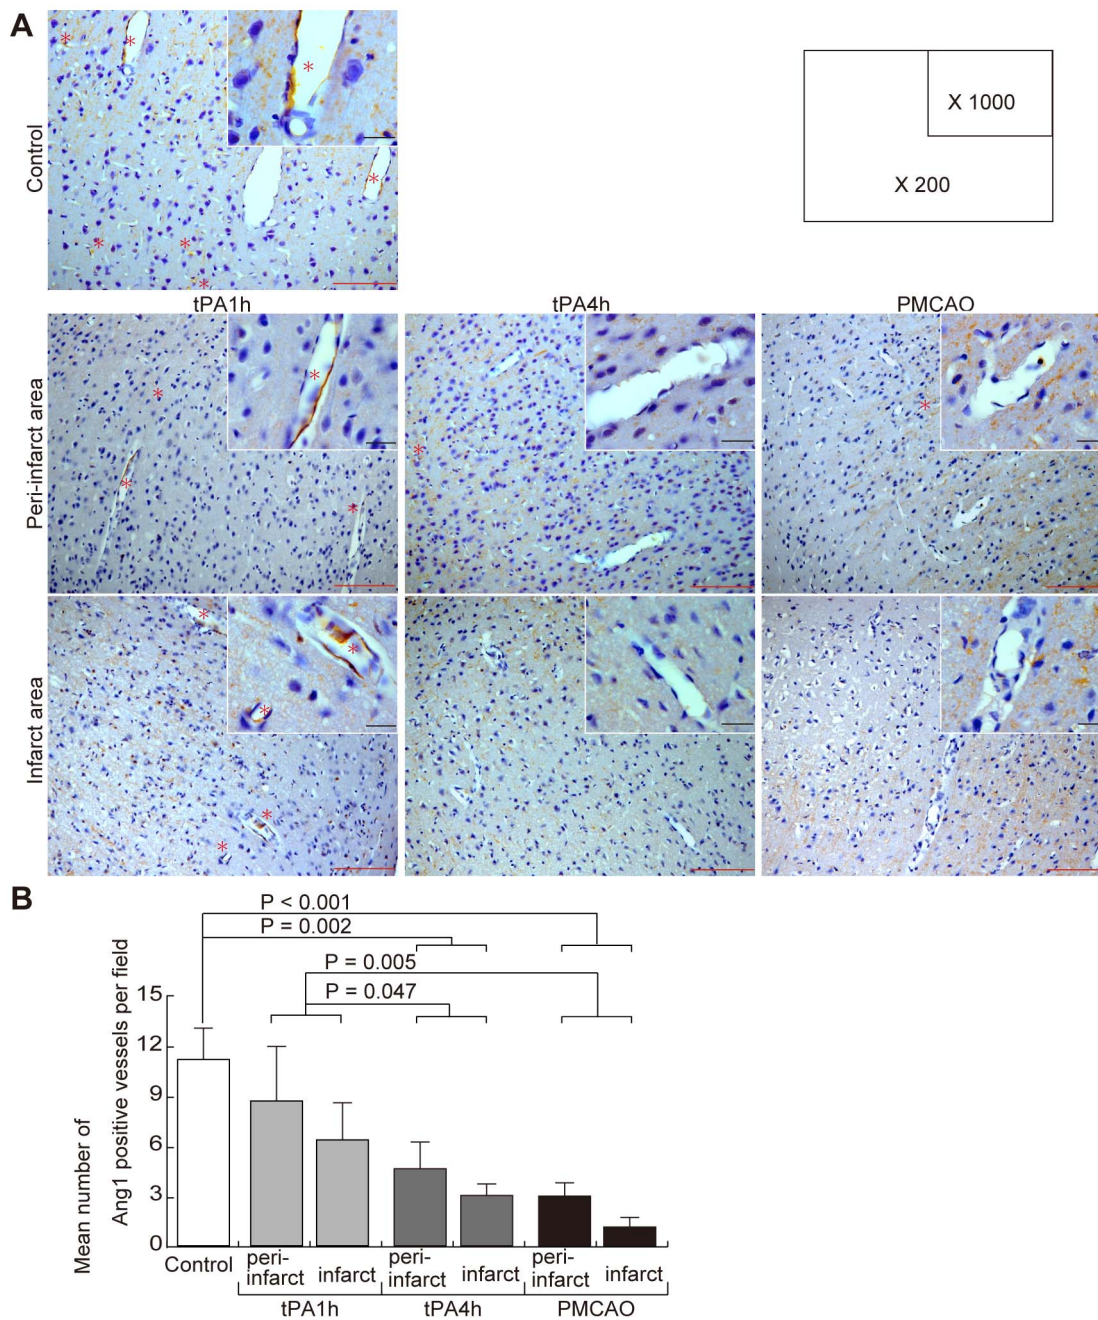 A
Control
X 1000
X 200
tPA1h
tPA4h
PMCAO
Peri-infarct area
Infarct area
B
P < 0.001
P = 0.002
P = 0.005
P = 0.047
Mean number of
Ang1 positive vessels per field
15
12
9
6
3
0
Control
peri-
infarct
infarct
peri-
infarct
infarct
peri-
infarct
infarct
tPA1h
tPA4h
PMCAO